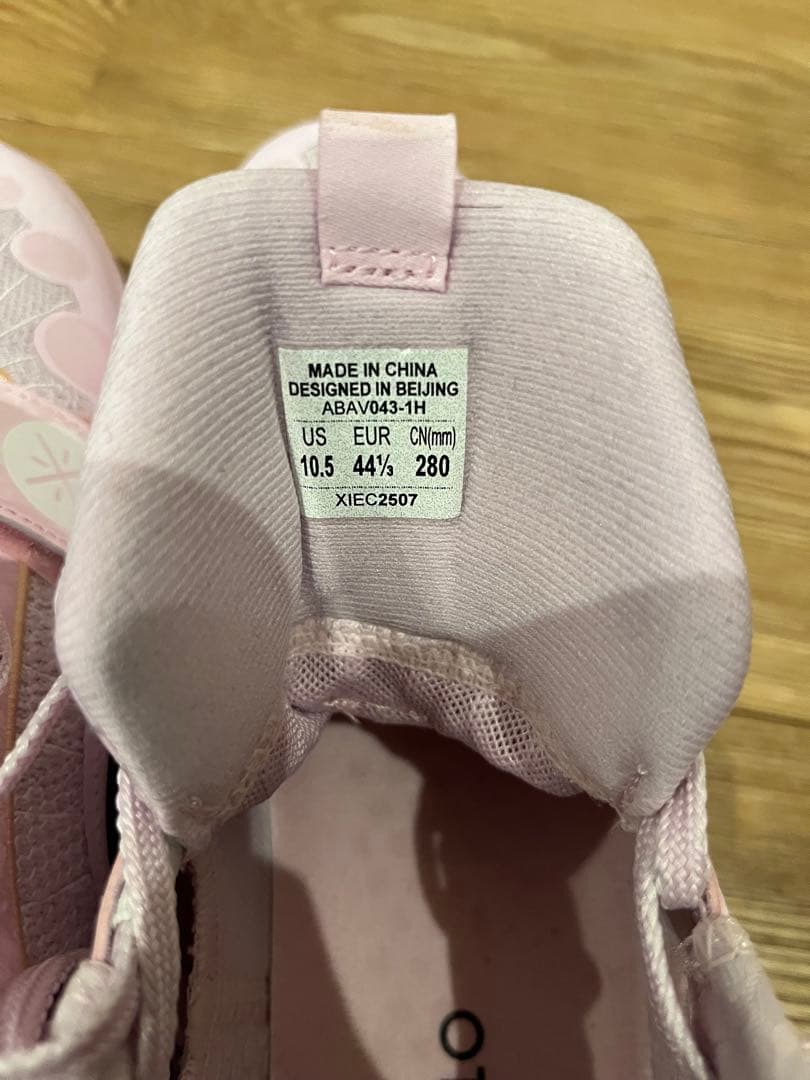 MADE IN CHINA
DESIGNED IN BEIJING
ABAV043-1H
US EUR CN(mm)
10.5 44⅓ 280
XIEC2507